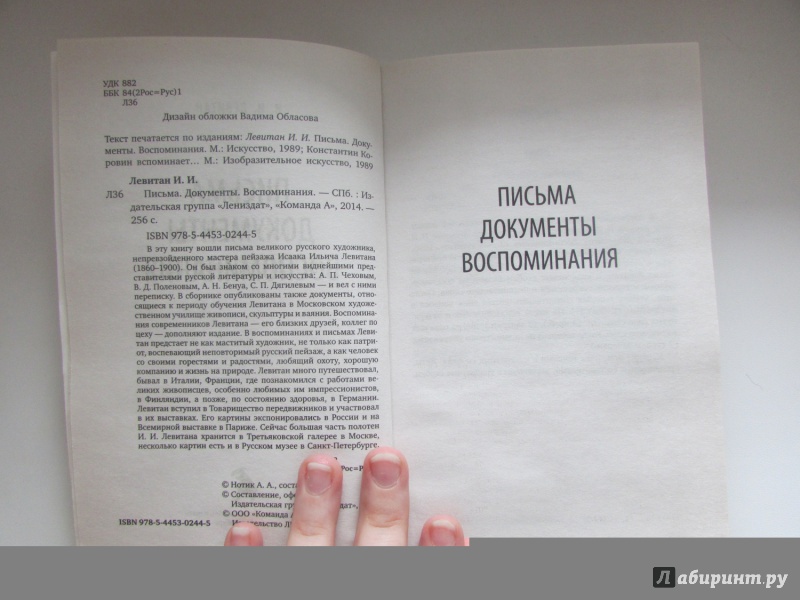 УДК 882
ББК 84(2Рос=Рус)1
Л36
Дизайн обложки Вадима Обласова
Текст печатается по изданиям: Левитан И. И. Письма. Доку-
менты. Воспоминания. М.: Искусство, 1989; Константин Ко-
ровин вспоминает... М.: Изобразительное искусство, 1989
Левитан И. И.
Л36 Письма. Документы. Воспоминания. — СПб. : Из-
дательская группа «Лениздат», «Команда А», 2014. —
256 с.
ISBN 978-5-4453-0244-5
В эту книгу вошли письма великого русского художника,
непревзойденного мастера пейзажа Исаака Ильича Левитана
(1860–1900). Он был знаком со многими виднейшими пред-
ставителями русской литературы и искусства: А. П. Чеховым,
В. Д. Поленовым, А. Н. Бенуа, С. П. Дягилевым — и вел с ними
переписку. В сборнике опубликованы также документы, отно-
сящиеся к периоду обучения Левитана в Московском художе-
ственном училище живописи, скульптуры и ваяния. Воспомина-
ния современников Левитана — его близких друзей, коллег по
цеху — дополняют издание. В воспоминаниях и письмах Леви-
тан предстает не как маститый художник, не только как патри-
от, воспевающий неповторимый русский пейзаж, а как человек
со своими горестями и радостями, любящий охоту, хорошую
компанию и жизнь на природе. Левитан много путешествовал,
бывал в Италии, Франции, где познакомился с работами ве-
ликих живописцев, особенно любимых им импрессионистов,
в Финляндии, а позже, по состоянию здоровья, в Германии.
Левитан вступил в Товарищество передвижников и участвовал
в их выставках. Его картины экспонировались в России и на
Всемирной выставке в Париже. Сейчас большая часть полотен
И. И. Левитана хранится в Третьяковской галерее в Москве,
несколько картин есть и в Русском музее в Санкт-Петербурге.
© Нотик А. А., соста
© Составление, офо
Издательская гру
© ООО «Команда А
Издательство Л
ISBN 978-5-4453-0244-5
ПИСЬМА
ДОКУМЕНТЫ
ВОСПОМИНАНИЯ
Лабиринт.ру